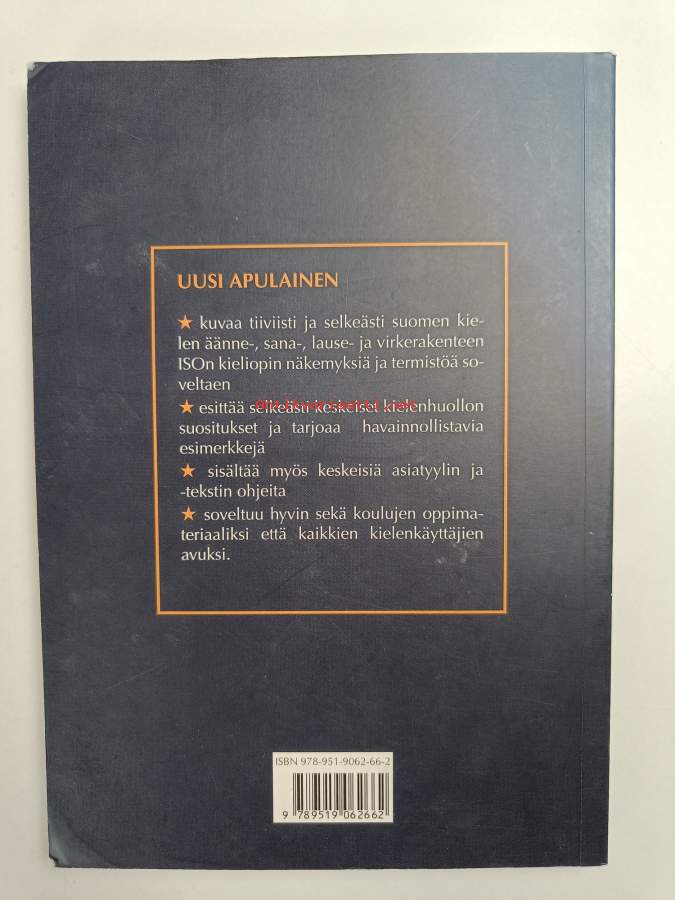 UUSI APULAINEN
★ kuvaa tiiviisti ja selkeästi suomen kie-
len äänne-, sana-, lause- ja virkerakenteen
ISOn kieliopin näkemyksiä ja termistöä so-
veltaen
★ esittää selkeästi keskeiset kielenhuollon
suositukset ja tarjoaa havainnollistavia
esimerkkejä
★ sisältää myös keskeisiä asiatyylin ja
-tekstin ohjeita
★ soveltuu hyvin sekä koulujen oppima-
teriaaliksi että kaikkien kielenkäyttäjien
avuksi.
ISBN 978-951-9062-66-2
9 789519 062662